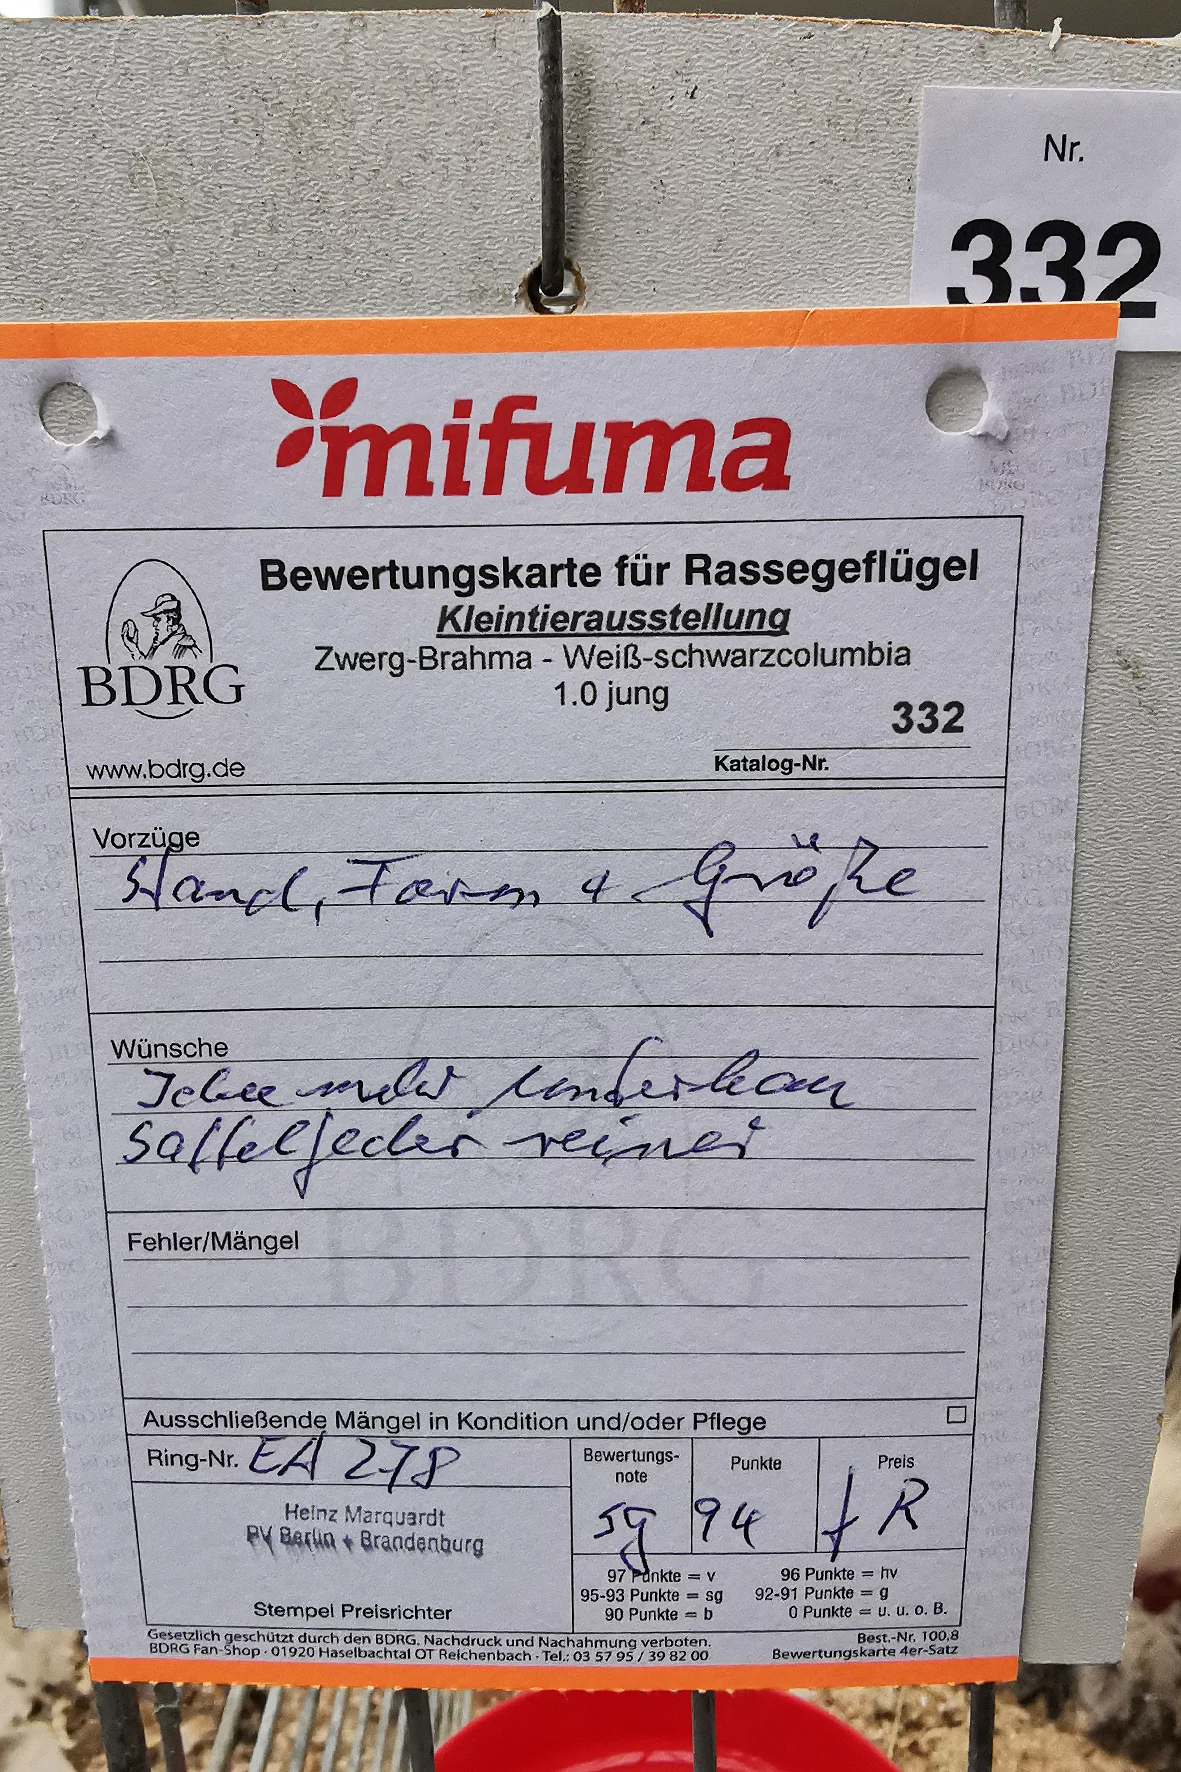 Nr.
332
mifuma
Bewertungskarte für Rassegeflügel
Kleintierausstellung
Zwerg-Brahma - Weiß-schwarzcolumbia
1.0 jung
BDRG
332
www.bdrg.de
Katalog-Nr.
Vorzüge
Stand, Form & Größe
Wünsche
mehr Unterbau
Sattelfeder reiner
BDRG
Fehler/Mängel
Ausschließende Mängel in Kondition und/oder Pflege
Ring-Nr. EA 278
Bewertungs-
note
Punkte
Preis
sg
94
R
Heinz Marquardt
PV Berlin + Brandenburg
Stempel Preisrichter
97 Punkte = v
96 Punkte = hv
95-93 Punkte = sg
92-91 Punkte = g
90 Punkte = b
0 Punkte = u. u. o. B.
Gesetzlich geschützt durch den BDRG. Nachdruck und Nachahmung verboten.
Best.-Nr. 100.8
BDRG Fan-Shop · 01920 Haselbachtal OT Reichenbach · Tel.: 03 57 95 / 39 82 00
Bewertungskarte 4er-Satz